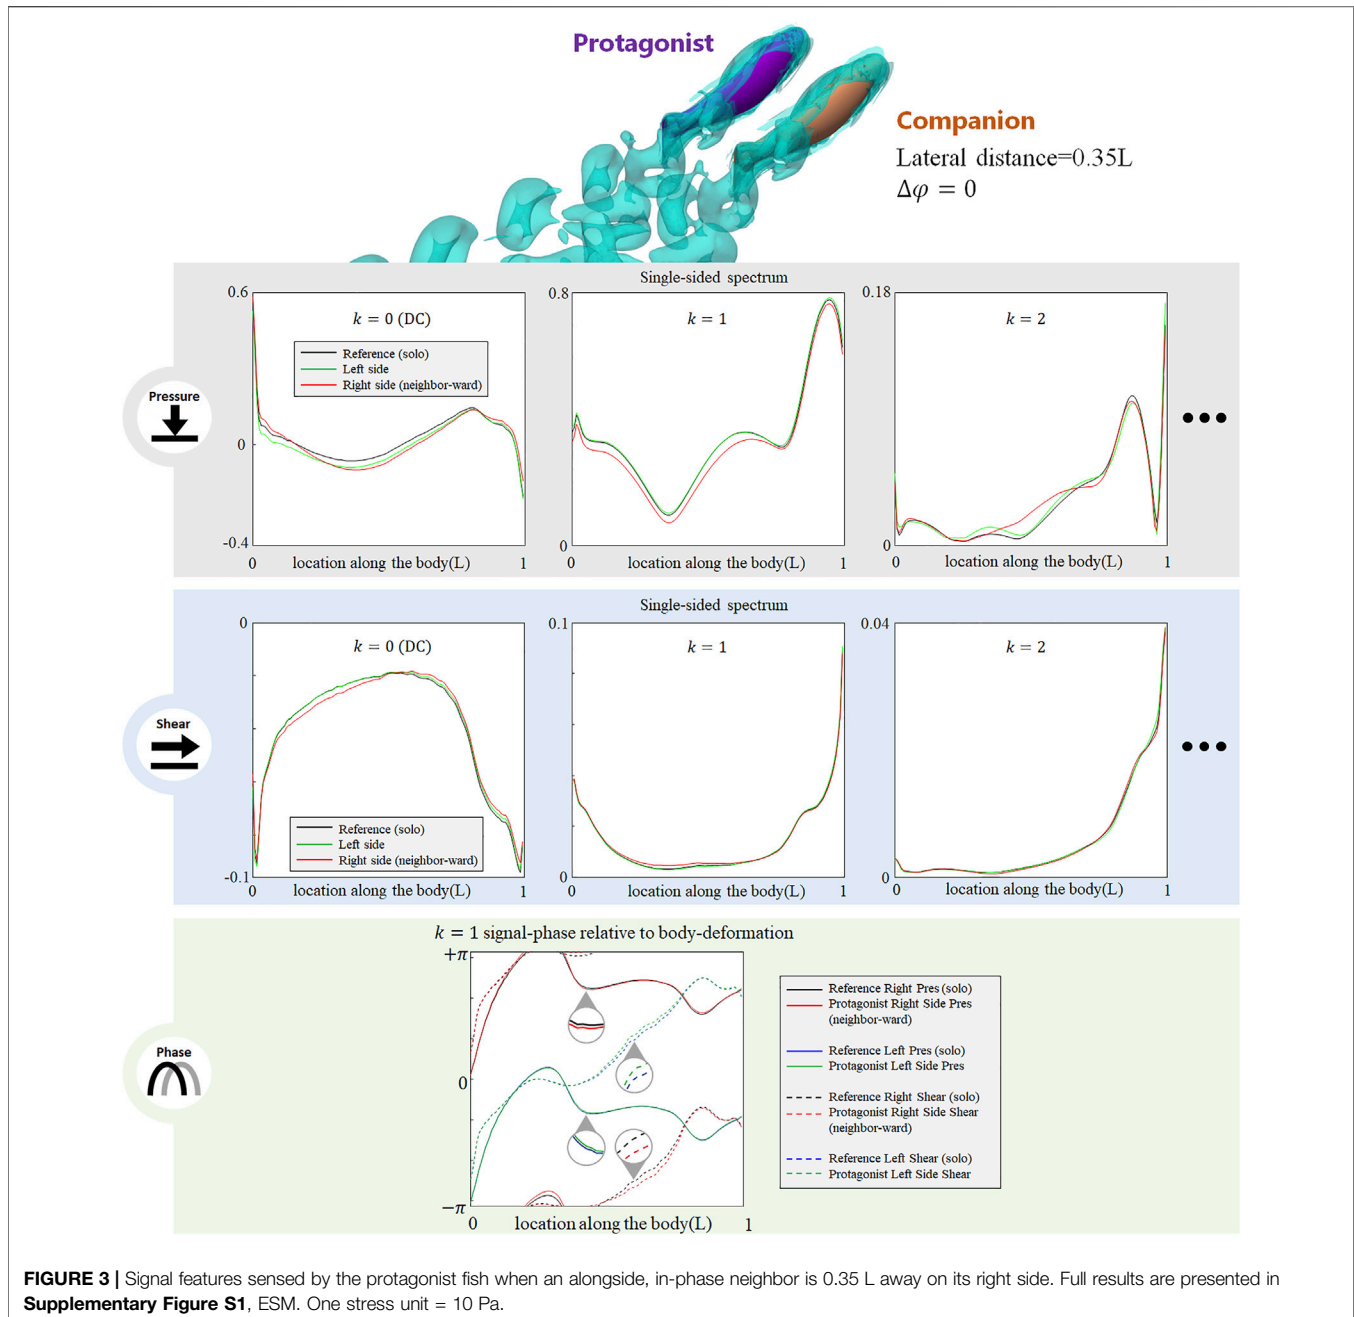 Protagonist
Companion
Lateral distance=0.35L
Δφ = 0
Single-sided spectrum
0.6
0
-0.4
k = 0 (DC)
Reference (solo)
Left side
Right side (neighbor-ward)
0
location along the body(L)
1
0.8
0
k = 1
0
location along the body(L)
1
0.18
0
k = 2
0
location along the body(L)
1
Pressure
Single-sided spectrum
0
-0.1
k = 0 (DC)
Reference (solo)
Left side
Right side (neighbor-ward)
0
location along the body(L)
1
0.1
0
k = 1
0
location along the body(L)
1
0.04
0
k = 2
0
location along the body(L)
1
Shear
k = 1 signal-phase relative to body-deformation
+π
0
−π
0
location along the body(L)
1
Phase
Reference Right Pres (solo)
Protagonist Right Side Pres
(neighbor-ward)
Reference Left Pres (solo)
Protagonist Left Side Pres
Reference Right Shear (solo)
Protagonist Right Side Shear
(neighbor-ward)
Reference Left Shear (solo)
Protagonist Left Side Shear
FIGURE 3 | Signal features sensed by the protagonist fish when an alongside, in-phase neighbor is 0.35 L away on its right side. Full results are presented in
Supplementary Figure S1, ESM. One stress unit = 10 Pa.